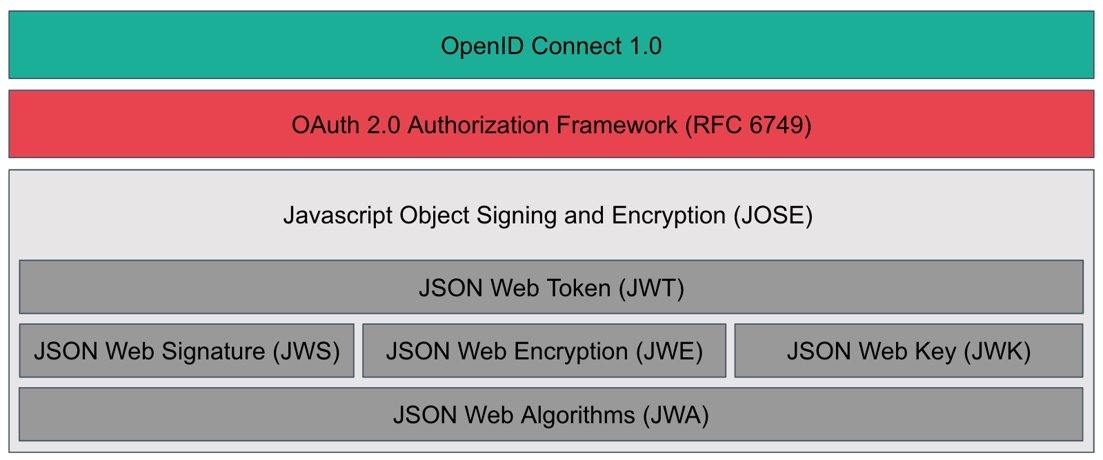 OpenID Connect 1.0
OAuth 2.0 Authorization Framework (RFC 6749)
Javascript Object Signing and Encryption (JOSE)
JSON Web Token (JWT)
JSON Web Signature (JWS)
JSON Web Encryption (JWE)
JSON Web Key (JWK)
JSON Web Algorithms (JWA)